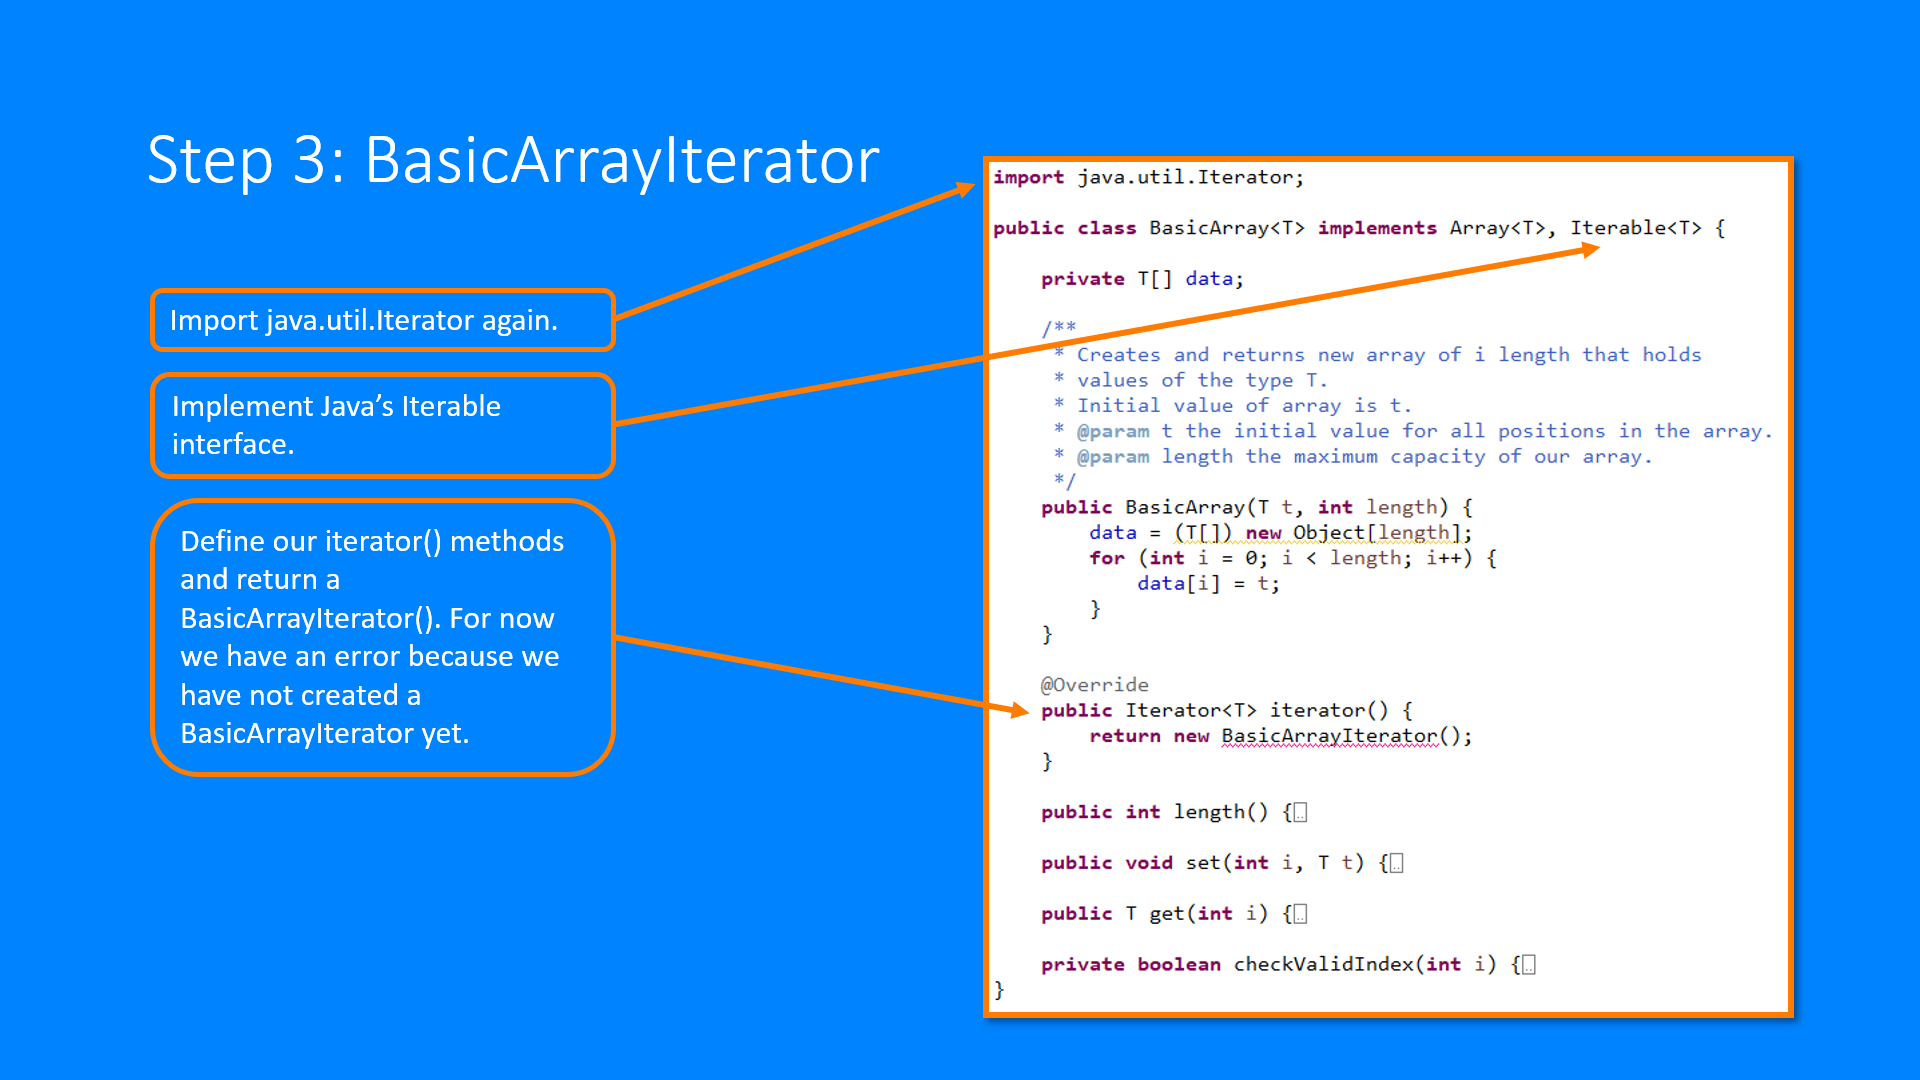 Step 3: BasicArrayIterator
Import java.util.Iterator again.
Implement Java’s Iterable
interface.
Define our iterator() methods
and return a
BasicArrayIterator(). For now
we have an error because we
have not created a
BasicArrayIterator yet.
import java.util.Iterator;
public class BasicArray<T> implements Array<T>, Iterable<T> {
private T[] data;
/**
* Creates and returns new array of i length that holds
* values of the type T.
* Initial value of array is t.
* @param t the initial value for all positions in the array.
* @param length the maximum capacity of our array.
*/
public BasicArray(T t, int length) {
data = (T[]) new Object[length];
for (int i = 0; i < length; i++) {
data[i] = t;
}
}
@Override
public Iterator<T> iterator() {
return new BasicArrayIterator();
}
public int length() {
public void set(int i, T t) {
public T get(int i) {
private boolean checkValidIndex(int i) {
}